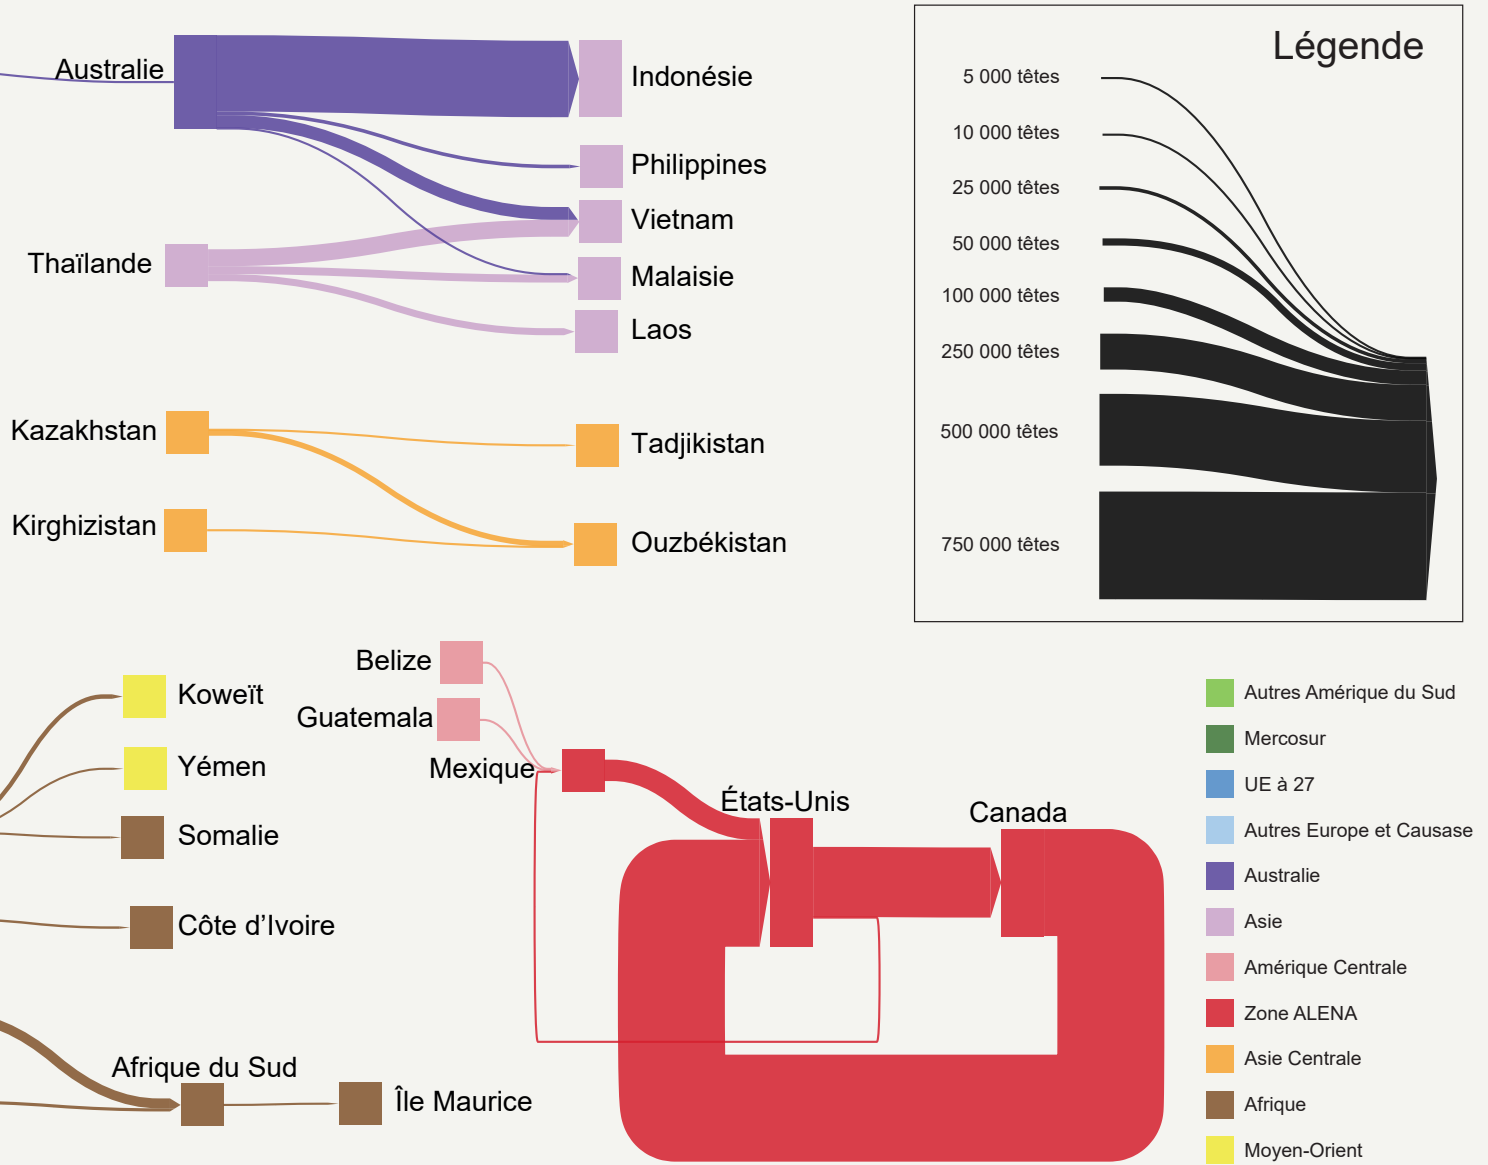 Australie
Indonésie
Philippines
Vietnam
Thaïlande
Malaisie
Laos
Kazakhstan
Tadjikistan
Kirghizistan
Ouzbékistan
Légende
5 000 têtes
10 000 têtes
25 000 têtes
50 000 têtes
100 000 têtes
250 000 têtes
500 000 têtes
750 000 têtes
Koweït
Yémen
Somalie
Côte d’Ivoire
Afrique du Sud
Île Maurice
Belize
Guatemala
Mexique
États-Unis
Canada
Autres Amérique du Sud
Mercosur
UE à 27
Autres Europe et Causase
Australie
Asie
Amérique Centrale
Zone ALENA
Asie Centrale
Afrique
Moyen-Orient